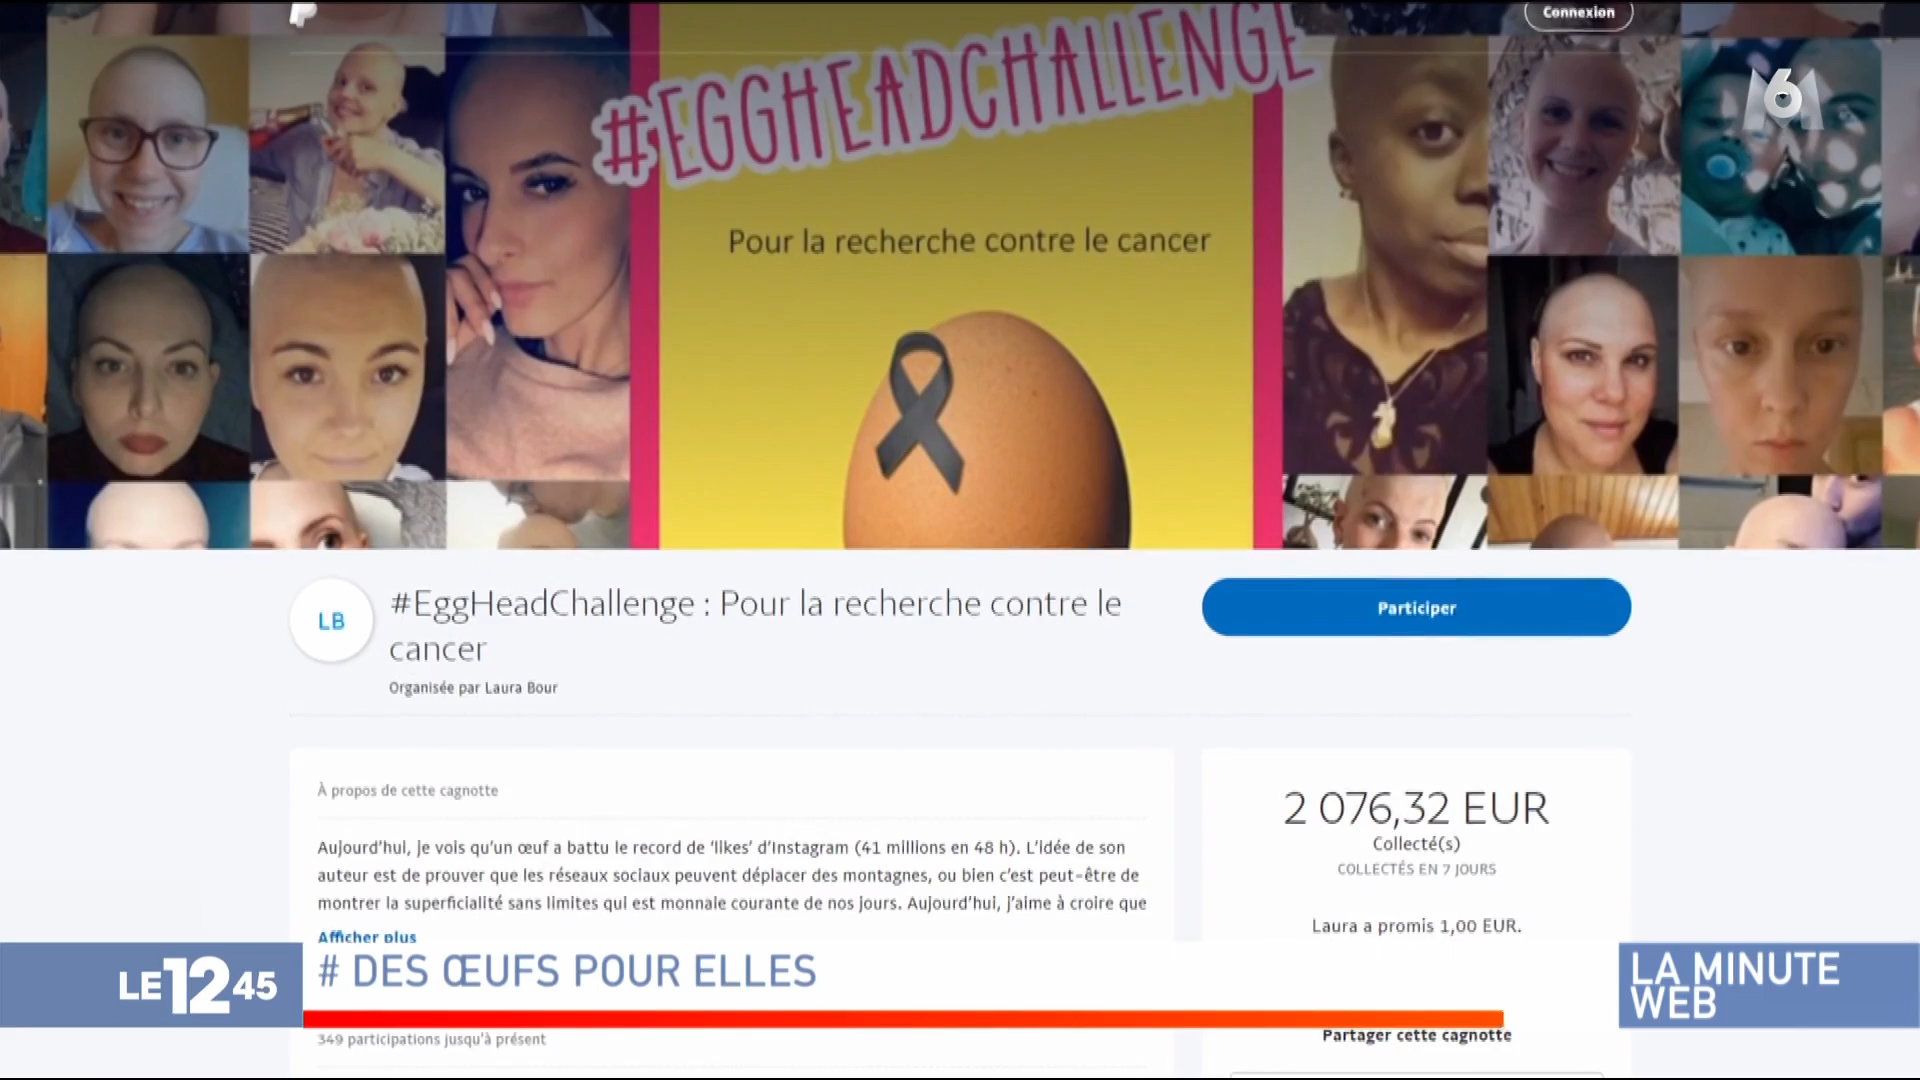 Connexion
M6
#EGGHEADCHALLENGE
Pour la recherche contre le cancer
LB
#EggHeadChallenge : Pour la recherche contre le
cancer
Organisée par Laura Bour
Participer
À propos de cette cagnotte
Aujourd'hui, je vois qu'un œuf a battu le record de 'likes' d'Instagram (41 millions en 48 h). L'idée de son
auteur est de prouver que les réseaux sociaux peuvent déplacer des montagnes, ou bien c'est peut-être de
montrer la superficialité sans limites qui est monnaie courante de nos jours. Aujourd'hui, j'aime à croire que
Afficher plus
2 076,32 EUR
Collecté(s)
COLLECTÉS EN 7 JOURS
Laura a promis 1,00 EUR.
LE 12 45
# DES ŒUFS POUR ELLES
LA MINUTE
WEB
349 participations jusqu'à présent
Partager cette cagnotte